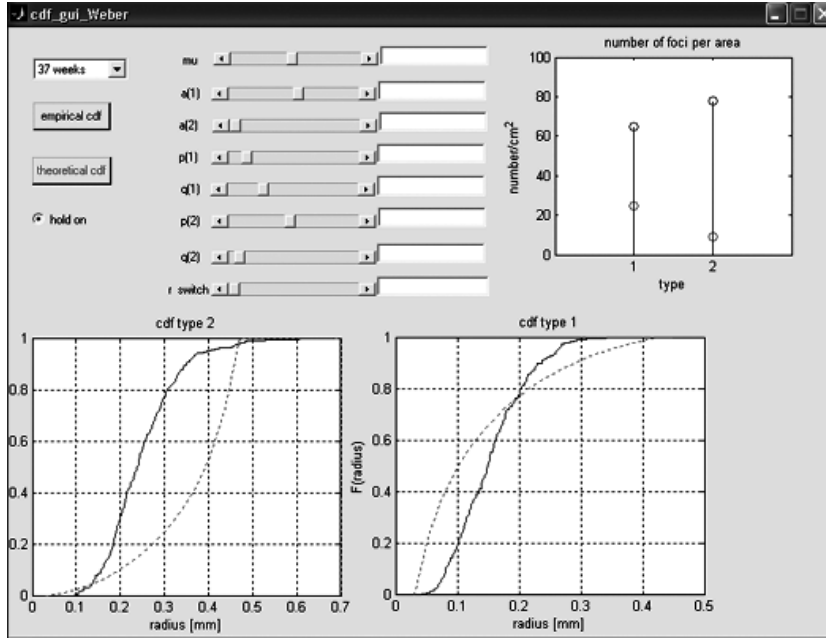 cdf_gui_Weber
37 weeks
empirical cdf
theoretical cdf
hold on
mu
a(1)
a(2)
p(1)
q(1)
p(2)
q(2)
r_switch
number of foci per area
100
80
60
40
20
0
number/cm²
1 2
type
cdf type 2
1
0.8
0.6
0.4
0.2
0
0 0.1 0.2 0.3 0.4 0.5 0.6 0.7
radius [mm]
cdf type 1
F(radius)
1
0.8
0.6
0.4
0.2
0
0 0.1 0.2 0.3 0.4 0.5
radius [mm]